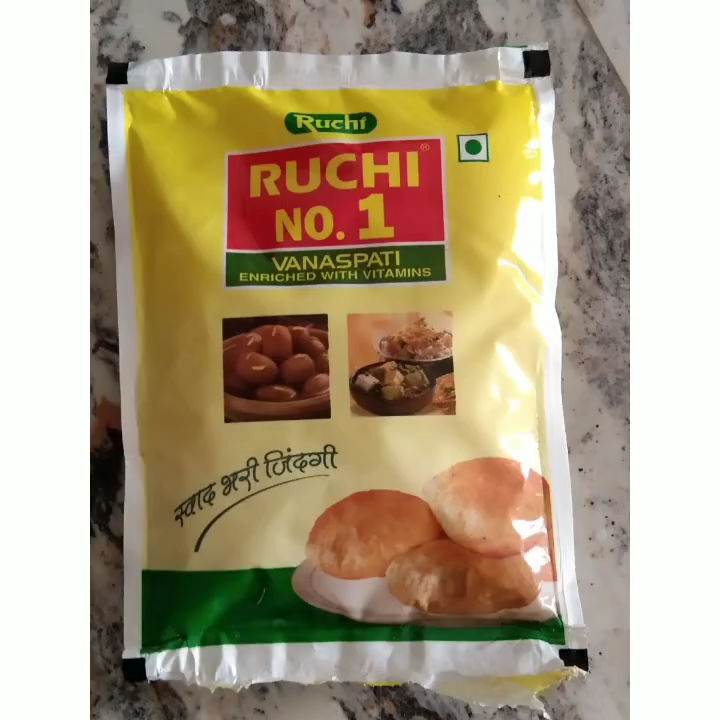 Ruchi
RUCHI®
NO. 1
VANASPATI
ENRICHED WITH VITAMINS
स्वाद भरी ज़िंदगी